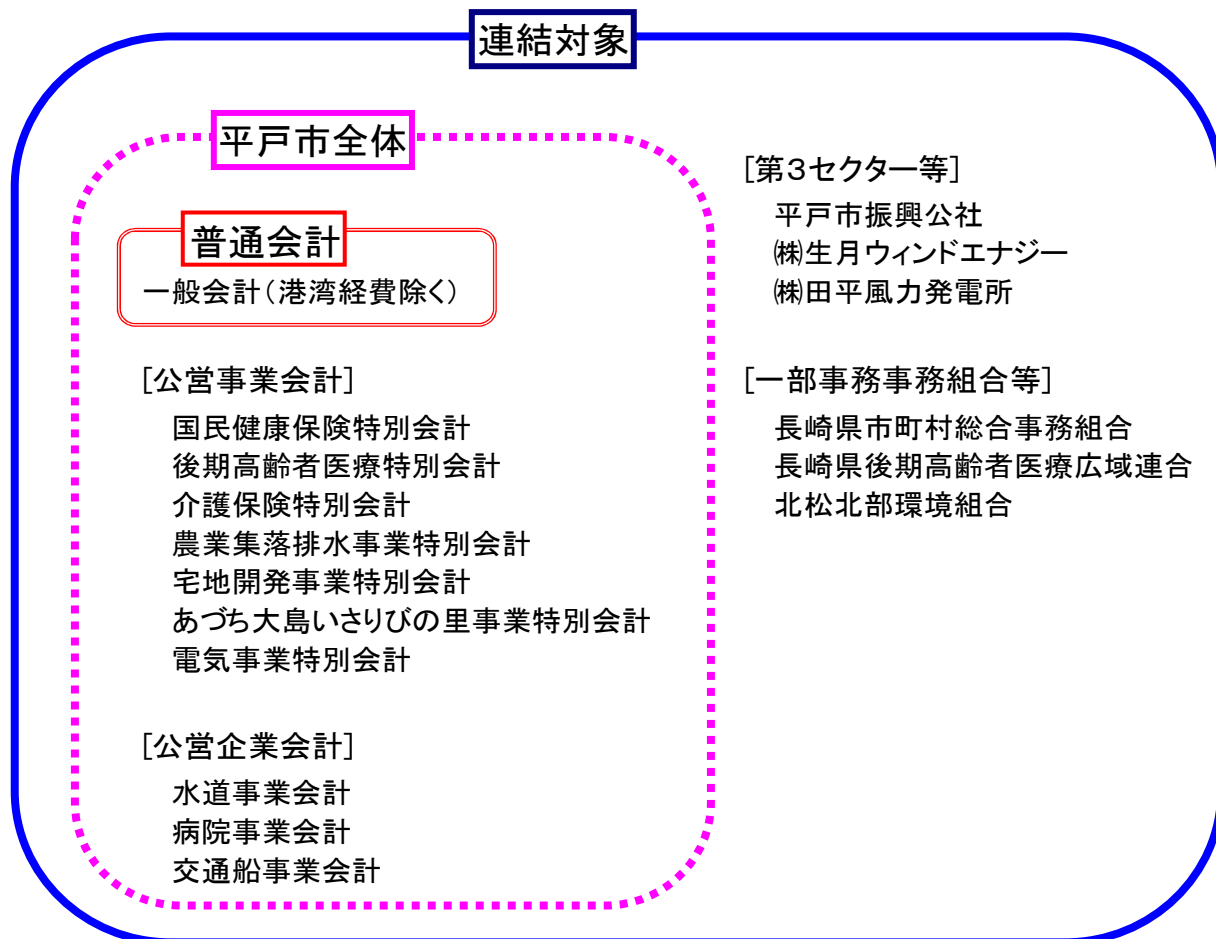 連結対象
平戸市全体
普通会計
一般会計(港湾経費除く)
[公営事業会計]
国民健康保険特別会計
後期高齢者医療特別会計
介護保険特別会計
農業集落排水事業特別会計
宅地開発事業特別会計
あづち大島いさりびの里事業特別会計
電気事業特別会計
[公営企業会計]
水道事業会計
病院事業会計
交通船事業会計
[第3セクター等]
平戸市振興公社
㈱生月ウィンドエナジー
㈱田平風力発電所
[一部事務事務組合等]
長崎県市町村総合事務組合
長崎県後期高齢者医療広域連合
北松北部環境組合